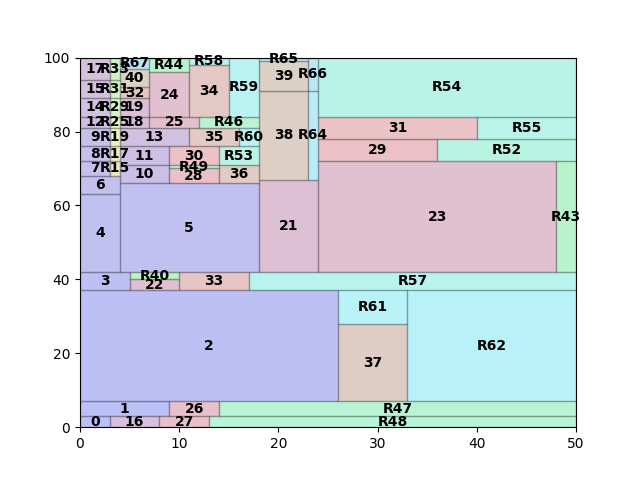 100
17 R33 R67 R44 R58 R65
40 39 R66
15 R31 32 24 34 R59 R54
14 R29 19
12 R25 18 25 R46 31 R55
80 9 R19 13 35 R60 38 R64
8 R17 11 30 R53 29 R52
7 R15 10 R49 28 36
6
60
4 5 21 23 R43
40 3 R40 22 33 R57
R61
20 2 37 R62
1 26 R47
0 0 16 27 R48
0 10 20 30 40 50